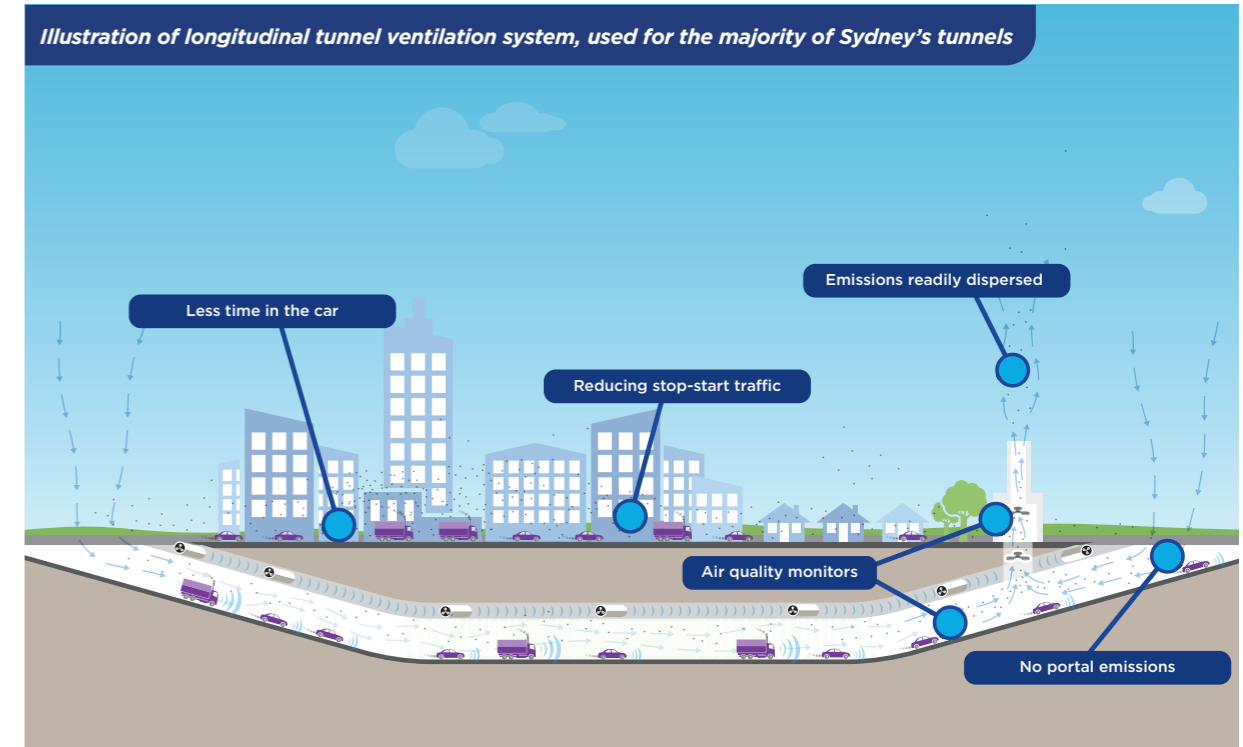 Illustration of longitudinal tunnel ventilation system, used for the majority of Sydney's tunnels
Emissions readily dispersed
Less time in the car
Reducing stop-start traffic
Air quality monitors
No portal emissions